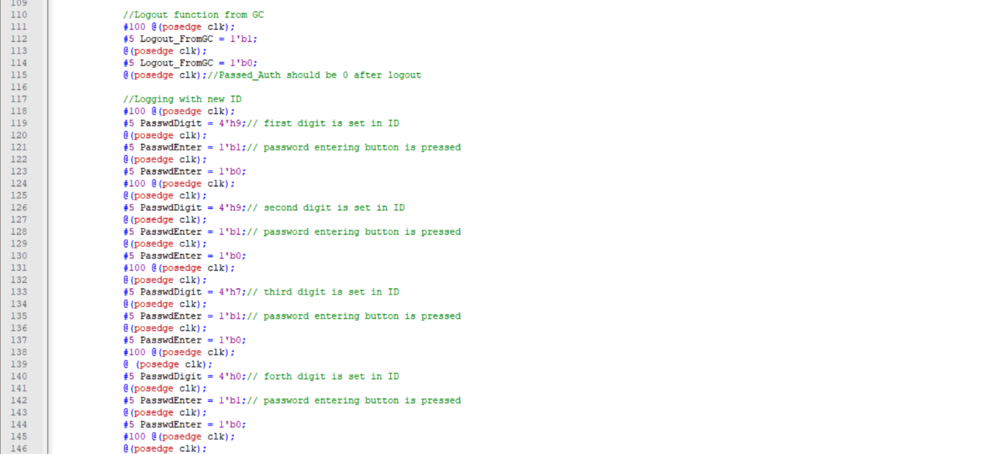 109
110 //Logout function from GC
111 #100 @(posedge clk);
112 #5 Logout_FromGC = 1'b1;
113 @(posedge clk);
114 #5 Logout_FromGC = 1'b0;
115 @(posedge clk);//Passed_Auth should be 0 after logout
116
117 //Logging with new ID
118 #100 @(posedge clk);
119 #5 PasswdDigit = 4'h9;// first digit is set in ID
120 @(posedge clk);
121 #5 PasswdEnter = 1'b1;// password entering button is pressed
122 @(posedge clk);
123 #5 PasswdEnter = 1'b0;
124 #100 @(posedge clk);
125 @(posedge clk);
126 #5 PasswdDigit = 4'h9;// second digit is set in ID
127 @(posedge clk);
128 #5 PasswdEnter = 1'b1;// password entering button is pressed
129 @(posedge clk);
130 #5 PasswdEnter = 1'b0;
131 #100 @(posedge clk);
132 @(posedge clk);
133 #5 PasswdDigit = 4'h7;// third digit is set in ID
134 @(posedge clk);
135 #5 PasswdEnter = 1'b1;// password entering button is pressed
136 @(posedge clk);
137 #5 PasswdEnter = 1'b0;
138 #100 @(posedge clk);
139 @ (posedge clk);
140 #5 PasswdDigit = 4'h0;// forth digit is set in ID
141 @(posedge clk);
142 #5 PasswdEnter = 1'b1;// password entering button is pressed
143 @(posedge clk);
144 #5 PasswdEnter = 1'b0;
145 #100 @(posedge clk);
146 @(posedge clk);